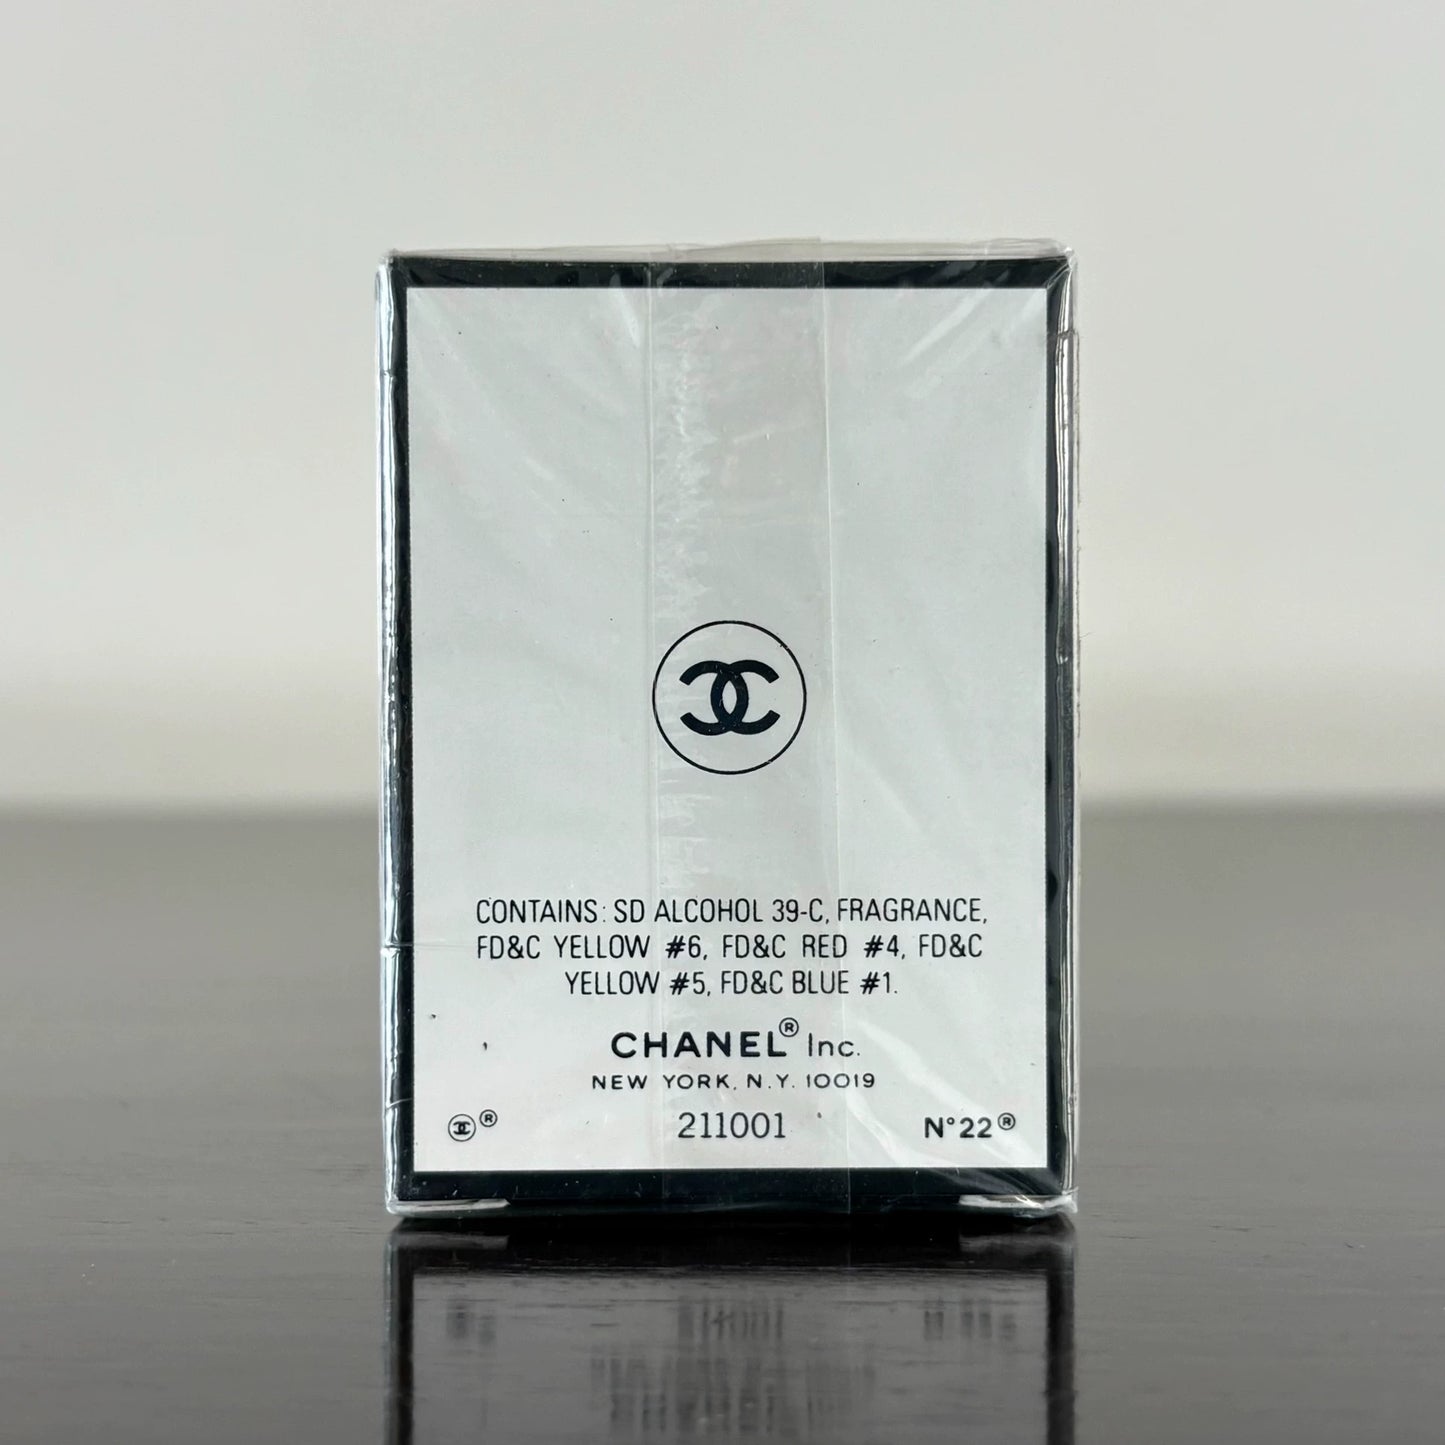 CONTAINS: SD ALCOHOL 39-C, FRAGRANCE,
FD&C YELLOW #6, FD&C RED #4, FD&C
YELLOW #5, FD&C BLUE #1.
CHANEL® Inc.
NEW YORK, N.Y. 10019
® 211001 N°22®